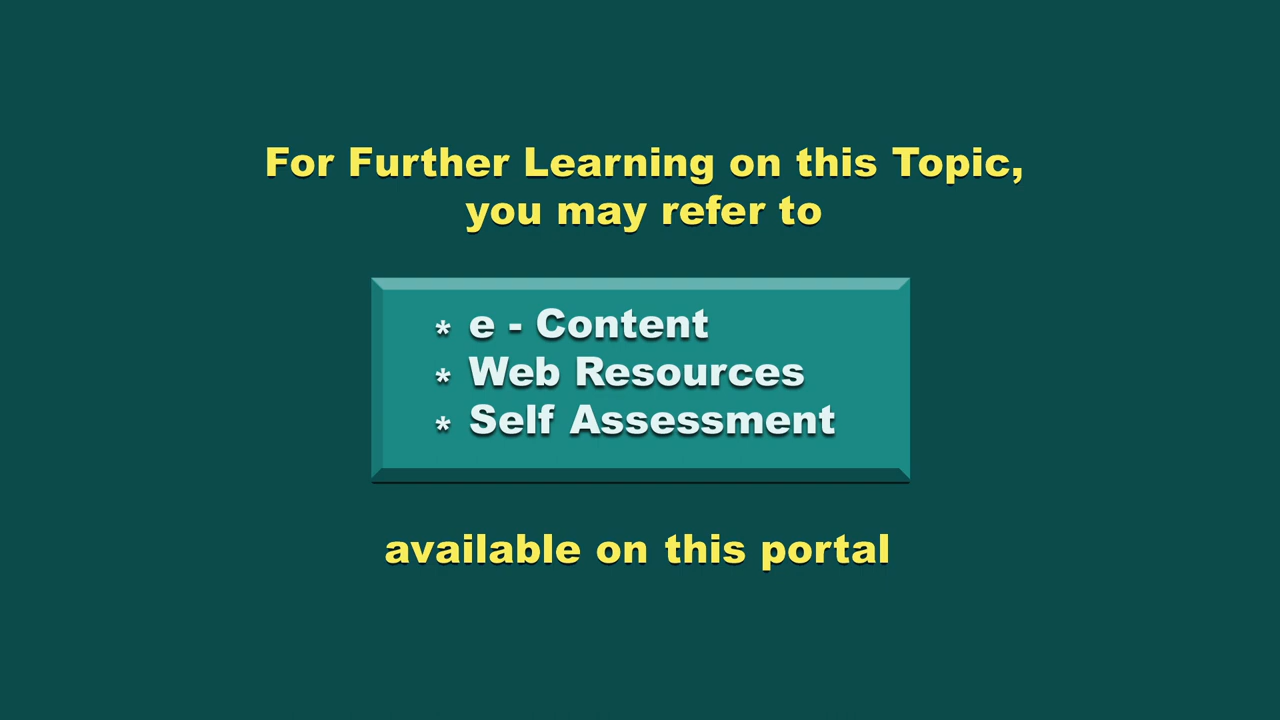 For Further Learning on this Topic,
you may refer to
* e - Content
* Web Resources
* Self Assessment
available on this portal